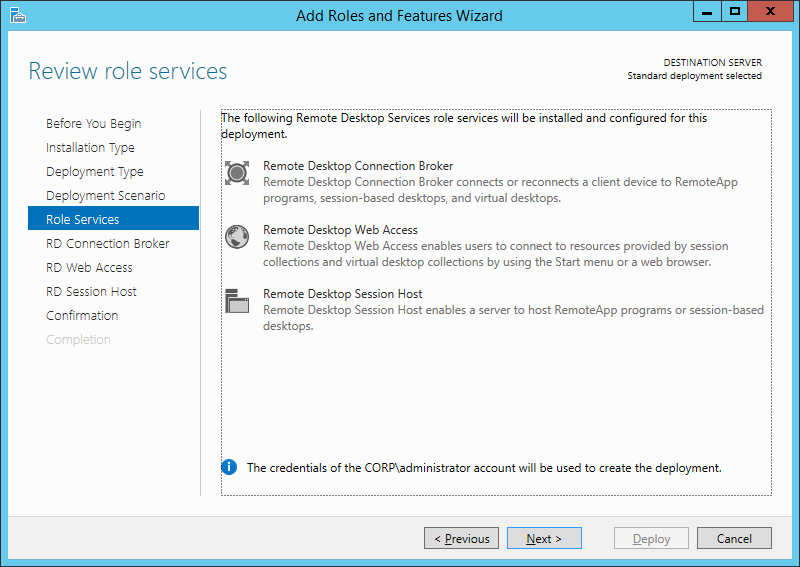 Add Roles and Features Wizard
Review role services
DESTINATION SERVER
Standard deployment selected
Before You Begin
Installation Type
Deployment Type
Deployment Scenario
Role Services
RD Connection Broker
RD Web Access
RD Session Host
Confirmation
Completion
The following Remote Desktop Services role services will be installed and configured for this
deployment.
Remote Desktop Connection Broker
Remote Desktop Connection Broker connects or reconnects a client device to RemoteApp
programs, session-based desktops, and virtual desktops.
Remote Desktop Web Access
Remote Desktop Web Access enables users to connect to resources provided by session
collections and virtual desktop collections by using the Start menu or a web browser.
Remote Desktop Session Host
Remote Desktop Session Host enables a server to host RemoteApp programs or session-based
desktops.
The credentials of the CORP\administrator account will be used to create the deployment.
< Previous
Next >
Deploy
Cancel